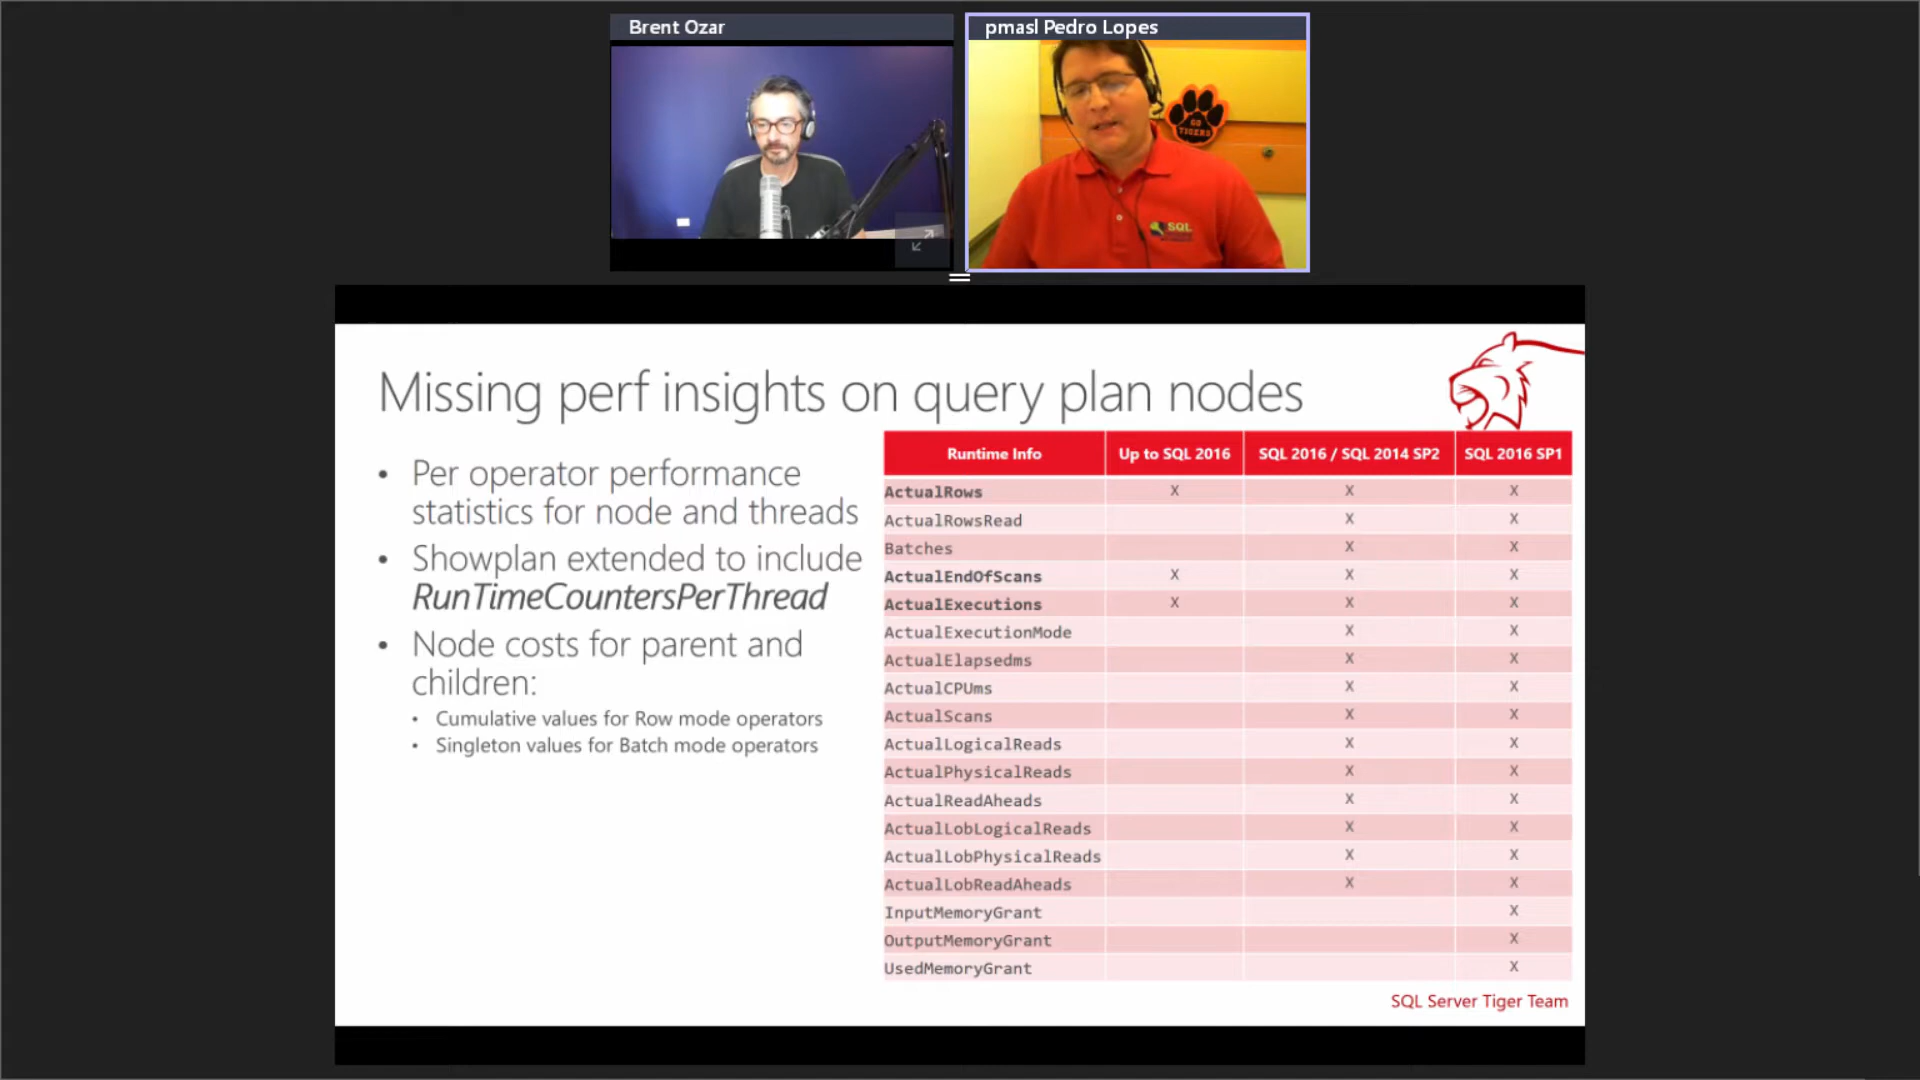 Brent Ozar
pmasl Pedro Lopes
GO
TIGERS
SQL
Missing perf insights on query plan nodes
• Per operator performance
statistics for node and threads
• Showplan extended to include
RunTimeCountersPerThread
• Node costs for parent and
children:
• Cumulative values for Row mode operators
• Singleton values for Batch mode operators
Runtime Info Up to SQL 2016 SQL 2016 / SQL 2014 SP2 SQL 2016 SP1
ActualRows X X X
ActualRowsRead X X
Batches X X
ActualEndOfScans X X X
ActualExecutions X X X
ActualExecutionMode X X
ActualElapsedms X X
ActualCPUms X X
ActualScans X X
ActualLogicalReads X X
ActualPhysicalReads X X
ActualReadAheads X X
ActualLobLogicalReads X X
ActualLobPhysicalReads X X
ActualLobReadAheads X X
InputMemoryGrant X
OutputMemoryGrant X
UsedMemoryGrant X
SQL Server Tiger Team